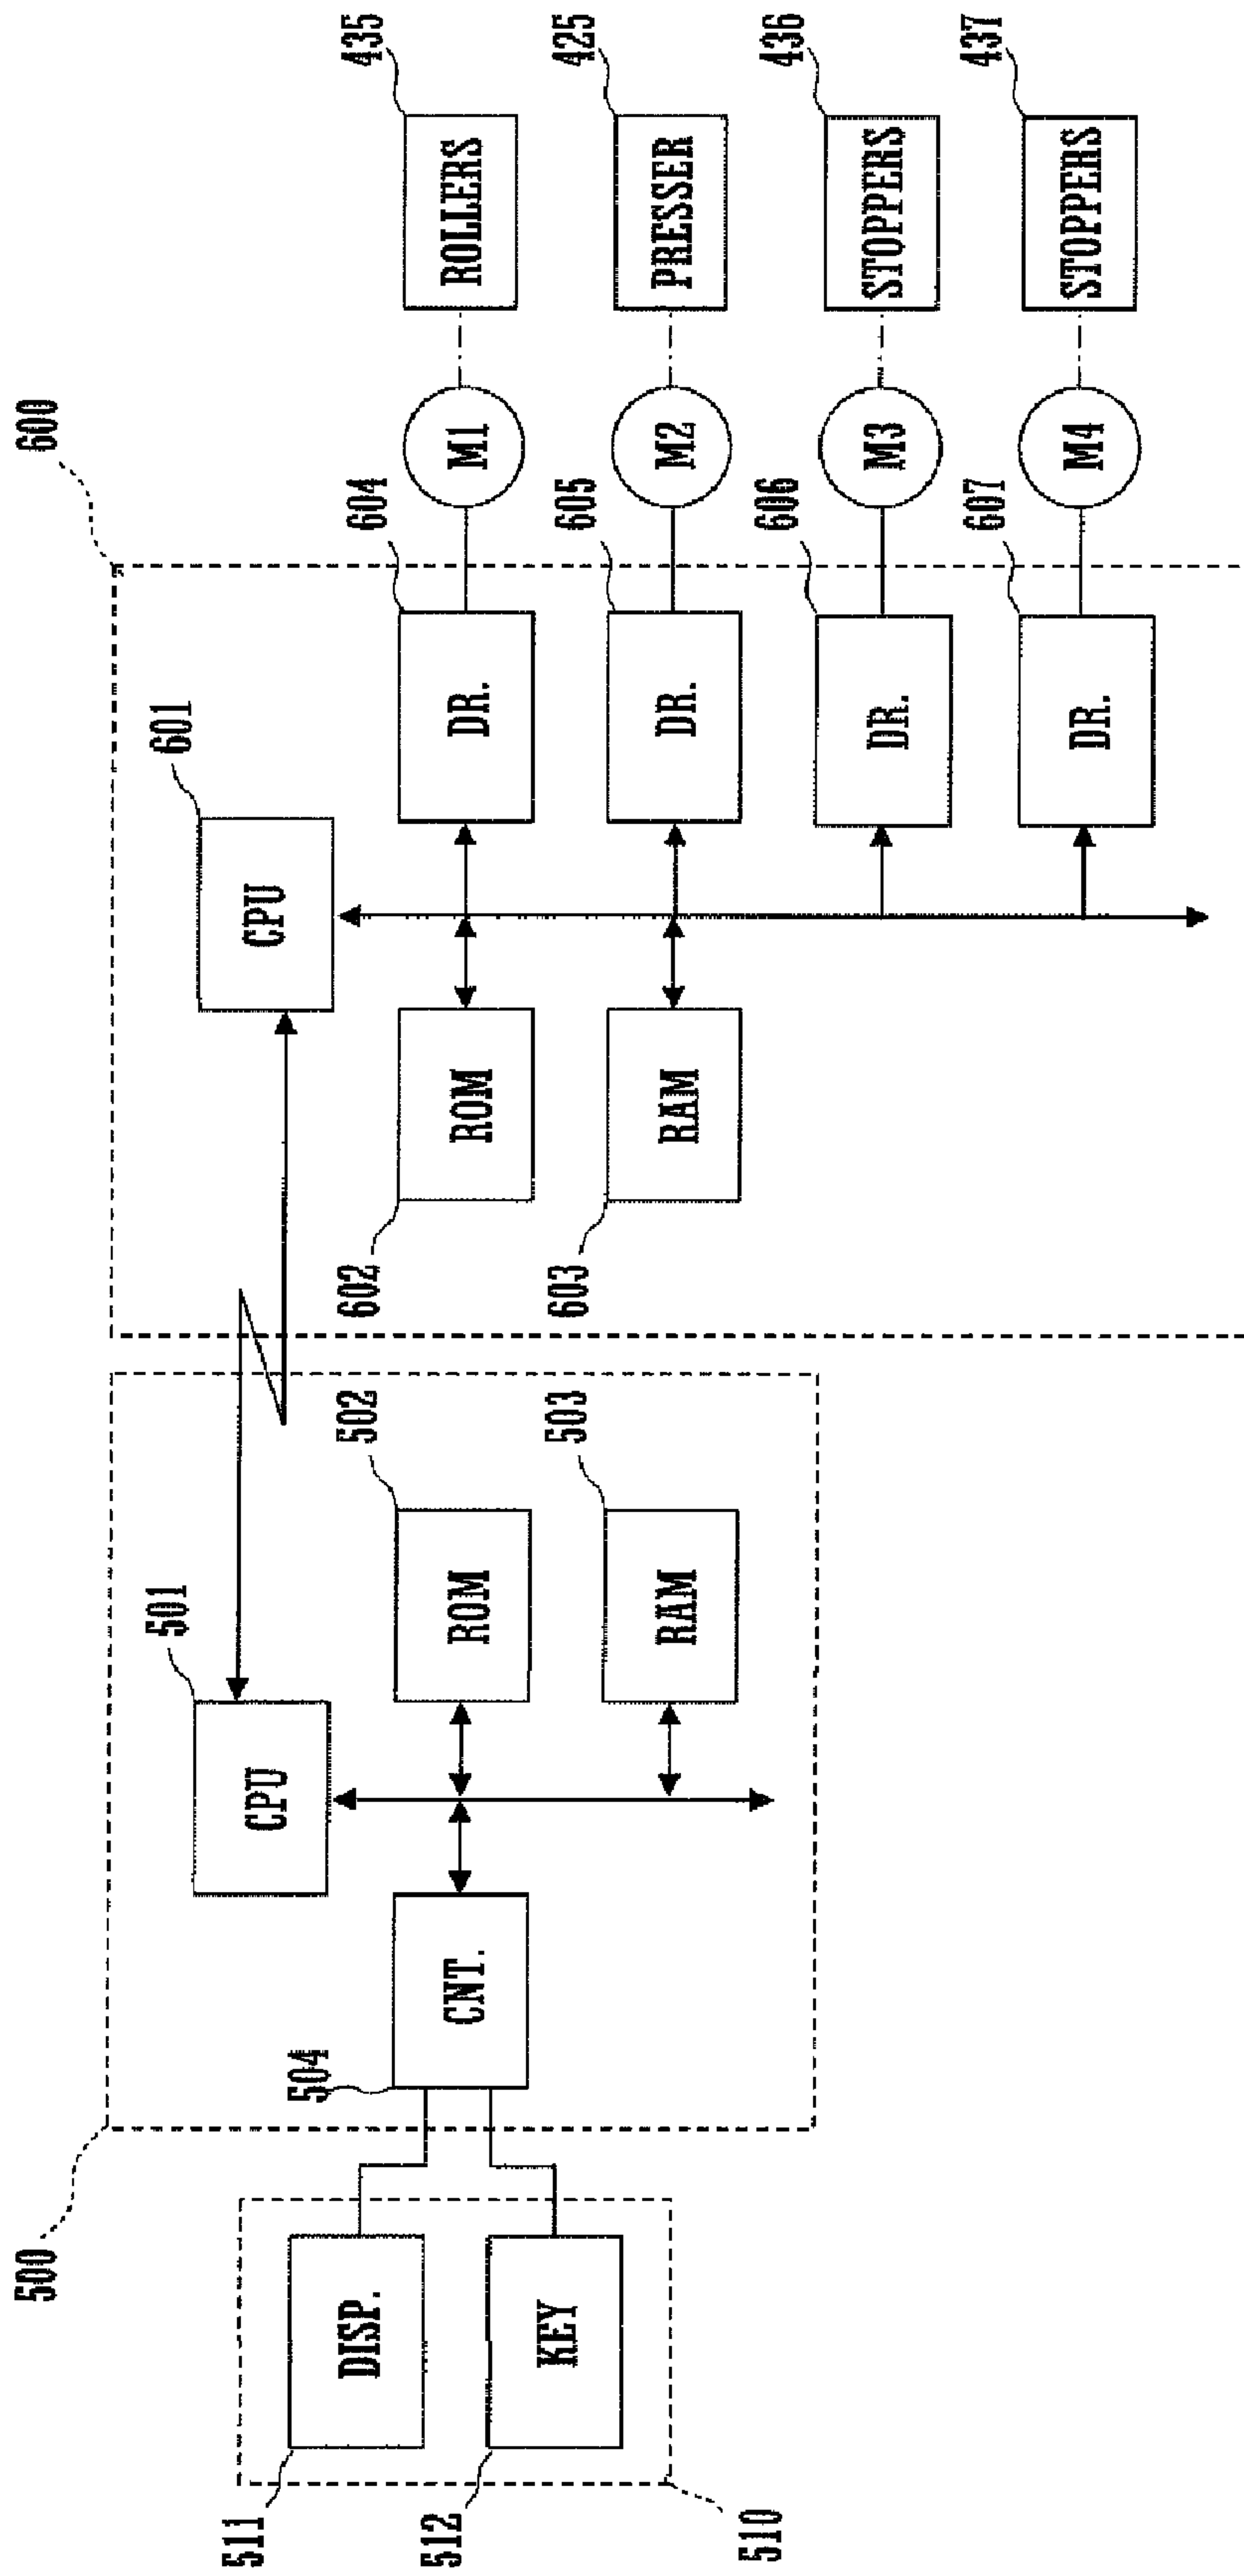 500
600
501
CPU
601
CPU
504
CNT.
502
ROM
602
ROM
604
DR.
M1
ROLLERS
435
511
DISP.
503
RAM
603
RAM
605
DR.
M2
PRESSER
425
512
KEY
606
DR.
M3
STOPPERS
436
510
607
DR.
M4
STOPPERS
437